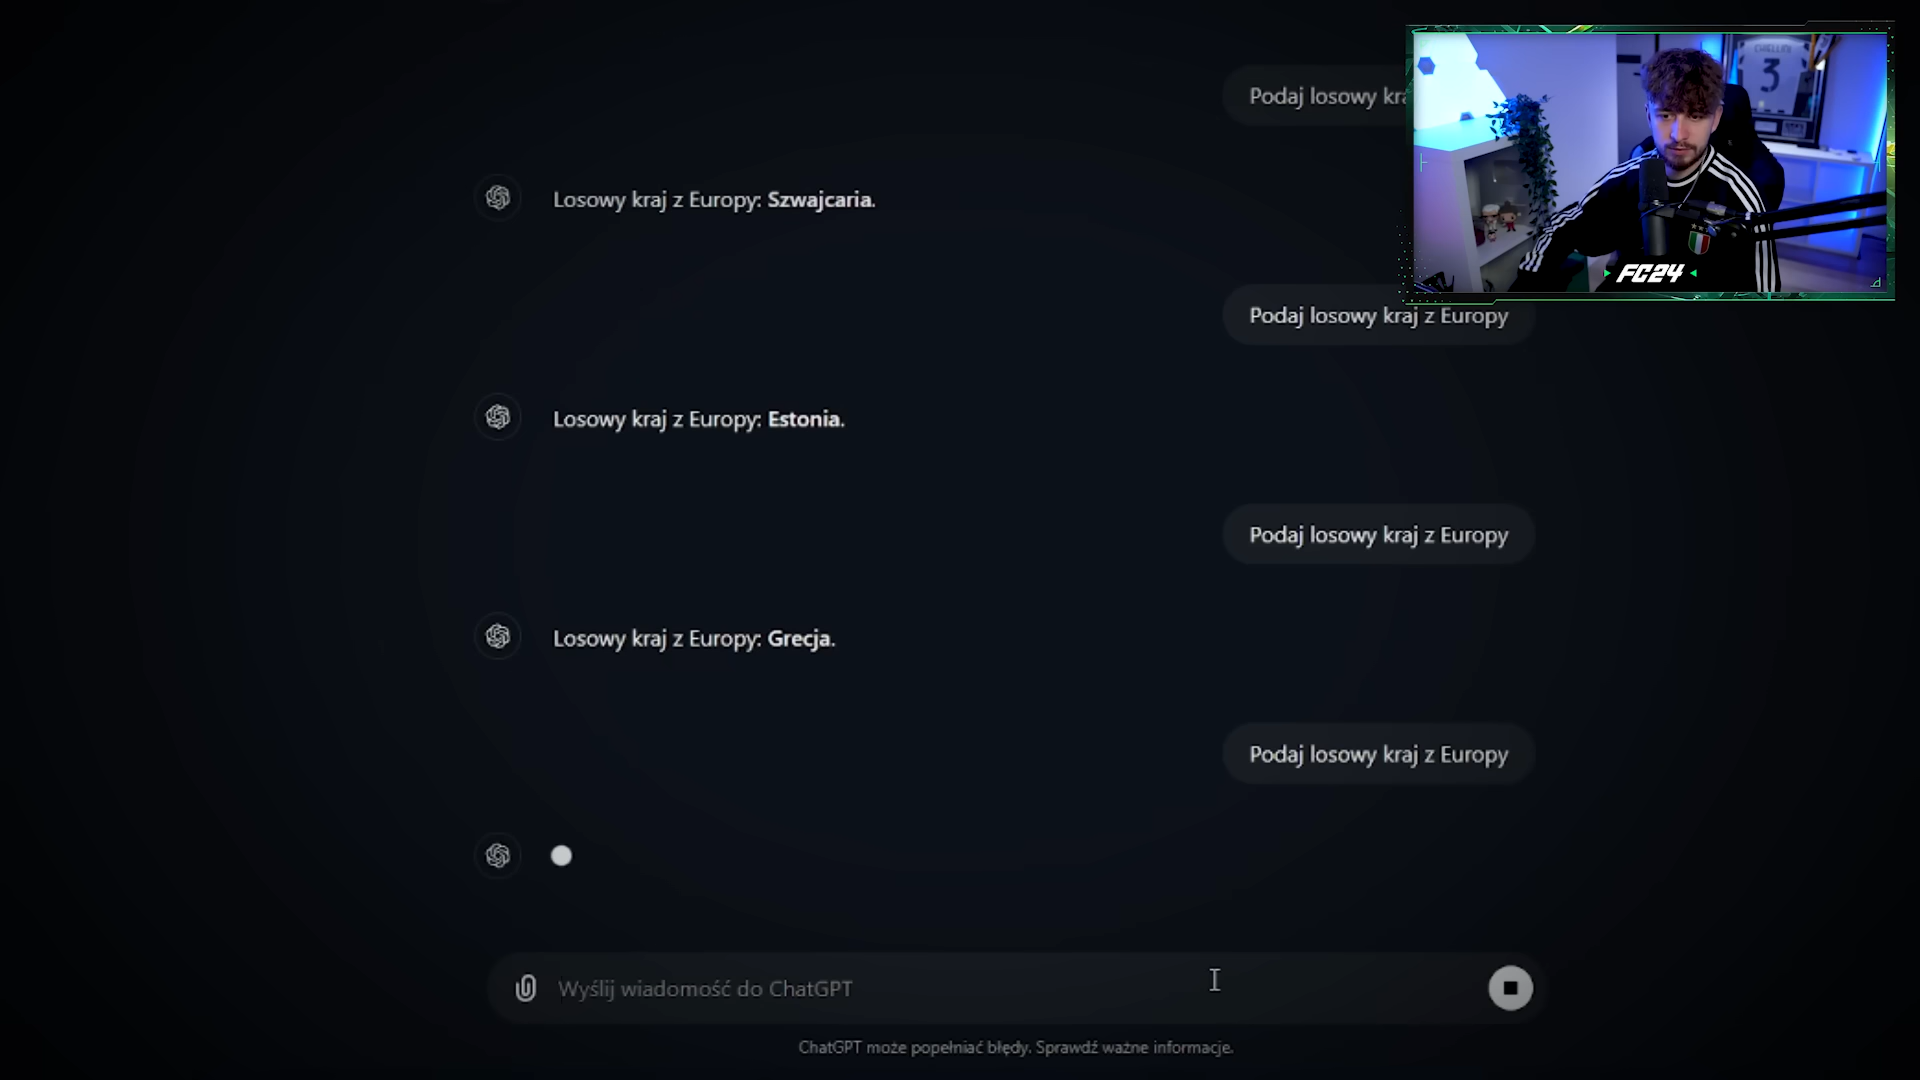 Podaj losowy
Losowy kraj z Europy: Szwajcaria.
Podaj losowy kraj z Europy
Losowy kraj z Europy: Estonia.
Podaj losowy kraj z Europy
Losowy kraj z Europy: Grecja.
Podaj losowy kraj z Europy
Wyślij wiadomość do ChatGPT
ChatGPT może popełniać błędy. Sprawdź ważne informacje.
CHIELLINI
3
FC24